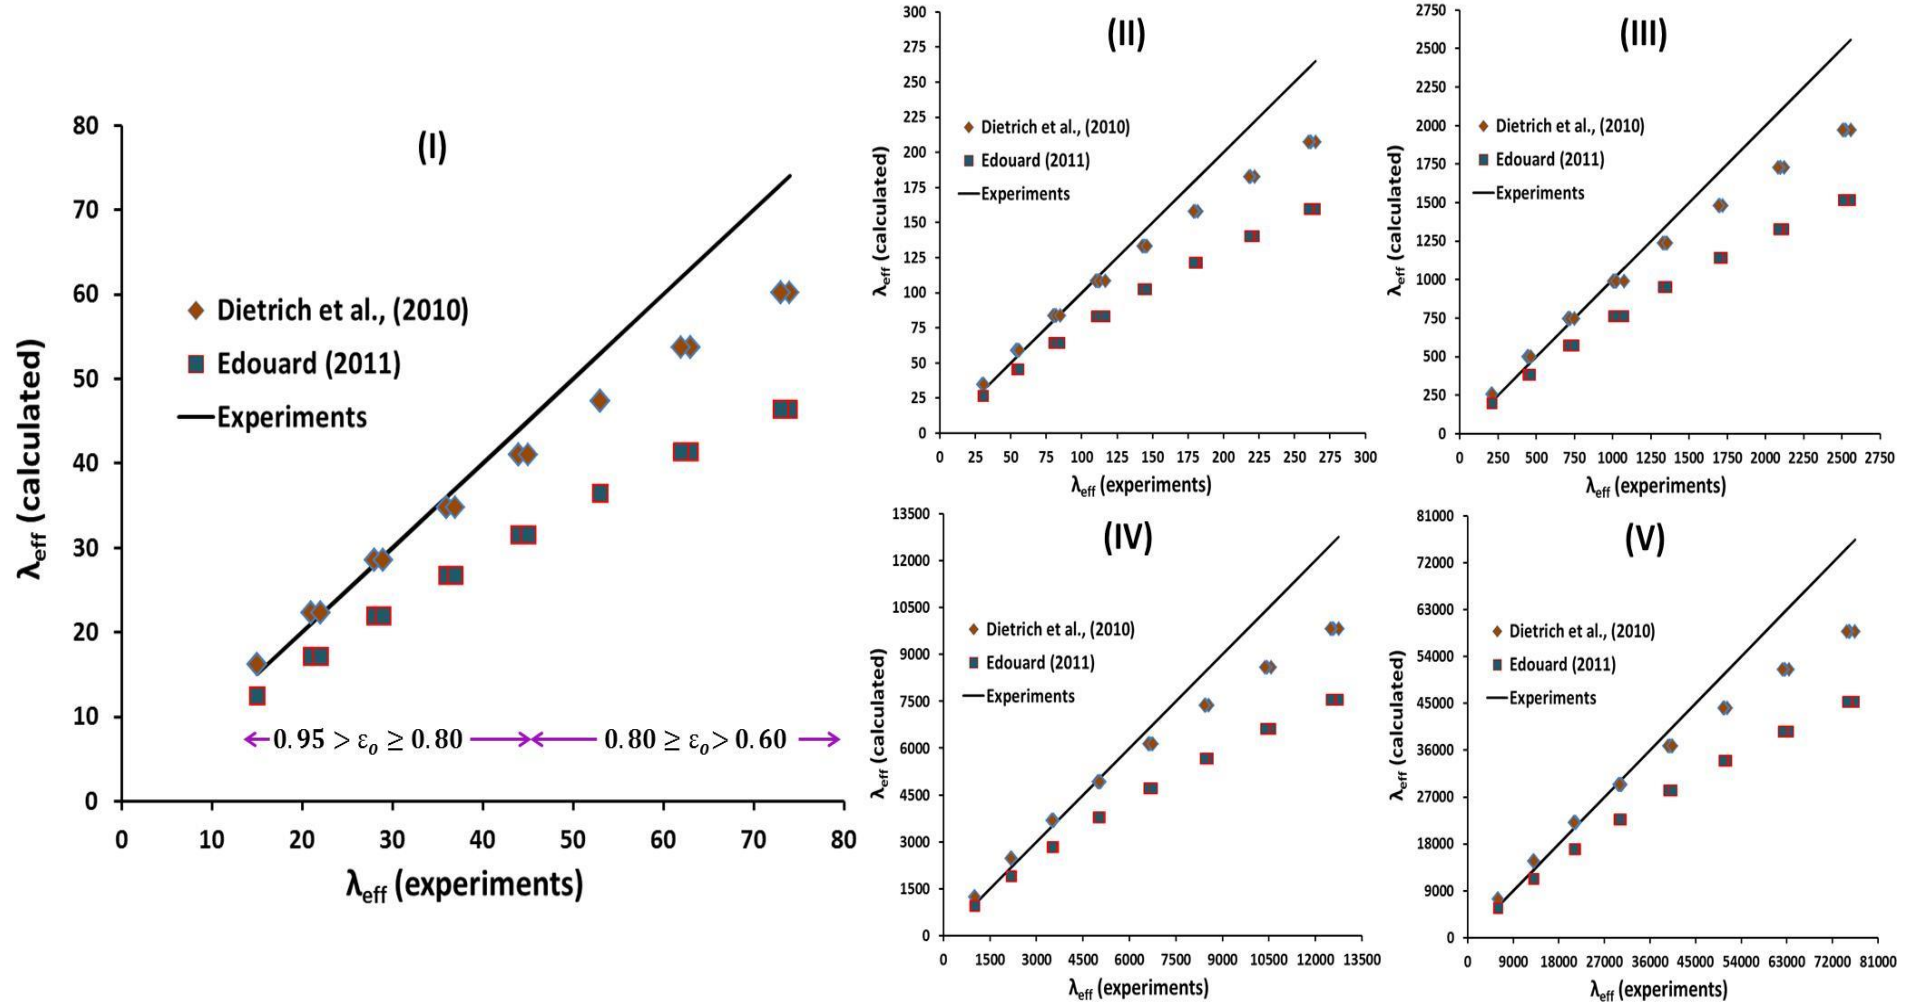 (I)
80
70
60
50
40
30
20
10
0
λeff (calculated)
Dietrich et al., (2010)
Edouard (2011)
Experiments
0.95 > εo ≥ 0.80
0.80 ≥ εo > 0.60
0 10 20 30 40 50 60 70 80
λeff (experiments)
(II)
300
275
250
225
200
175
150
125
100
75
50
25
0
λeff (calculated)
Dietrich et al., (2010)
Edouard (2011)
Experiments
0 25 50 75 100 125 150 175 200 225 250 275 300
λeff (experiments)
(III)
2750
2500
2250
2000
1750
1500
1250
1000
750
500
250
0
λeff (calculated)
Dietrich et al., (2010)
Edouard (2011)
Experiments
0 250 500 750 1000 1250 1500 1750 2000 2250 2500 2750
λeff (experiments)
(IV)
13500
12000
10500
9000
7500
6000
4500
3000
1500
0
λeff (calculated)
Dietrich et al., (2010)
Edouard (2011)
Experiments
0 1500 3000 4500 6000 7500 9000 10500 12000 13500
λeff (experiments)
(V)
81000
72000
63000
54000
45000
36000
27000
18000
9000
0
λeff (calculated)
Dietrich et al., (2010)
Edouard (2011)
Experiments
0 9000 18000 27000 36000 45000 54000 63000 72000 81000
λeff (experiments)